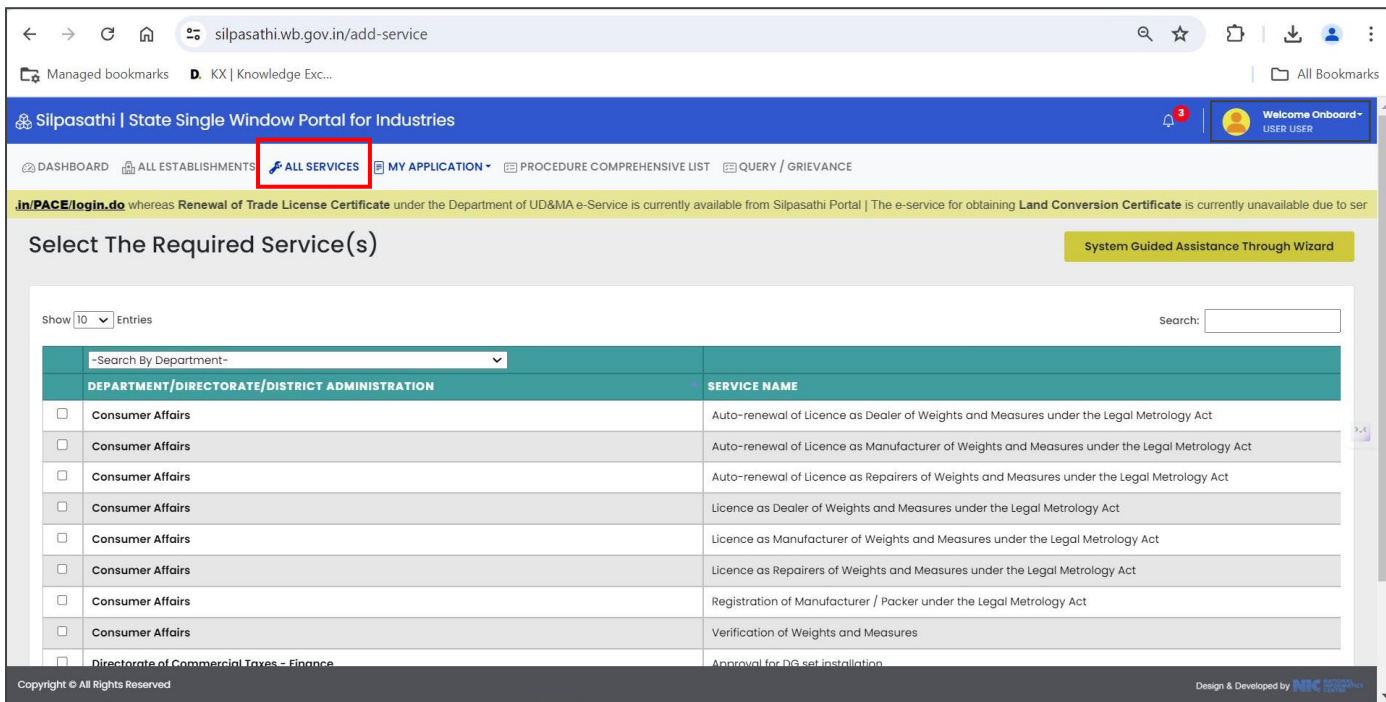 silpasathi.wb.gov.in/add-service
Managed bookmarks D. KX | Knowledge Exc... All Bookmarks
Silpasathi | State Single Window Portal for Industries 3 Welcome Onboard
USER USER
DASHBOARD ALL ESTABLISHMENTS ALL SERVICES MY APPLICATION PROCEDURE COMPREHENSIVE LIST QUERY / GRIEVANCE
.in/PACE/login.do whereas Renewal of Trade License Certificate under the Department of UD&MA e-Service is currently available from Silpasathi Portal | The e-service for obtaining Land Conversion Certificate is currently unavailable due to ser
Select The Required Service(s) System Guided Assistance Through Wizard
Show 10 Entries Search:
-Search By Department-
DEPARTMENT/DIRECTORATE/DISTRICT ADMINISTRATION SERVICE NAME
Consumer Affairs Auto-renewal of Licence as Dealer of Weights and Measures under the Legal Metrology Act
Consumer Affairs Auto-renewal of Licence as Manufacturer of Weights and Measures under the Legal Metrology Act
Consumer Affairs Auto-renewal of Licence as Repairers of Weights and Measures under the Legal Metrology Act
Consumer Affairs Licence as Dealer of Weights and Measures under the Legal Metrology Act
Consumer Affairs Licence as Manufacturer of Weights and Measures under the Legal Metrology Act
Consumer Affairs Licence as Repairers of Weights and Measures under the Legal Metrology Act
Consumer Affairs Registration of Manufacturer / Packer under the Legal Metrology Act
Consumer Affairs Verification of Weights and Measures
Directorate of Commercial Taxes - Finance Approval for DG set installation
Copyright © All Rights Reserved Design & Developed by NIC